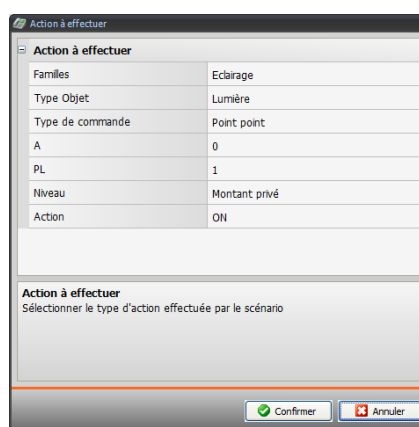 Action à effectuer
Action à effectuer
Familles Eclairage
Type Objet Lumière
Type de commande Point point
A 0
PL 1
Niveau Montant privé
Action ON
Action à effectuer
Sélectionner le type d'action effectuée par le scénario
Confirmer Annuler